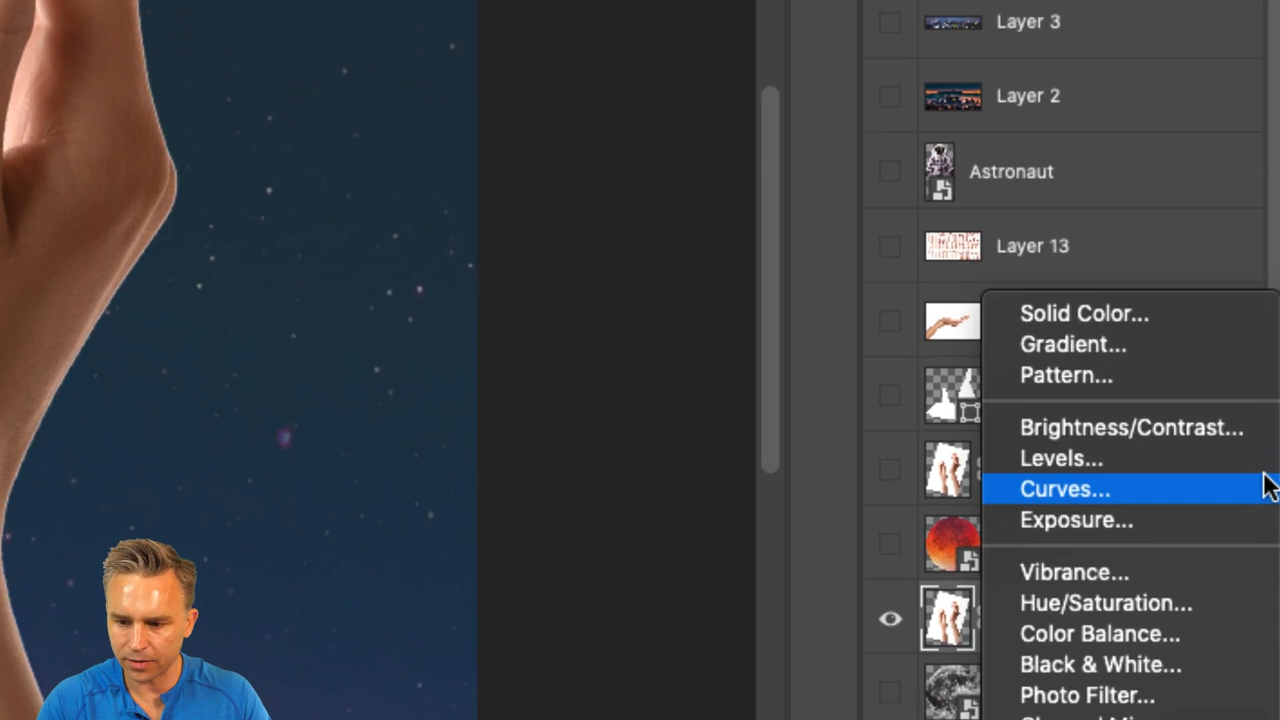 Layer 3
Layer 2
Astronaut
Layer 13
Solid Color...
Gradient...
Pattern...
Brightness/Contrast...
Levels...
Curves...
Exposure...
Vibrance...
Hue/Saturation...
Color Balance...
Black & White...
Photo Filter...